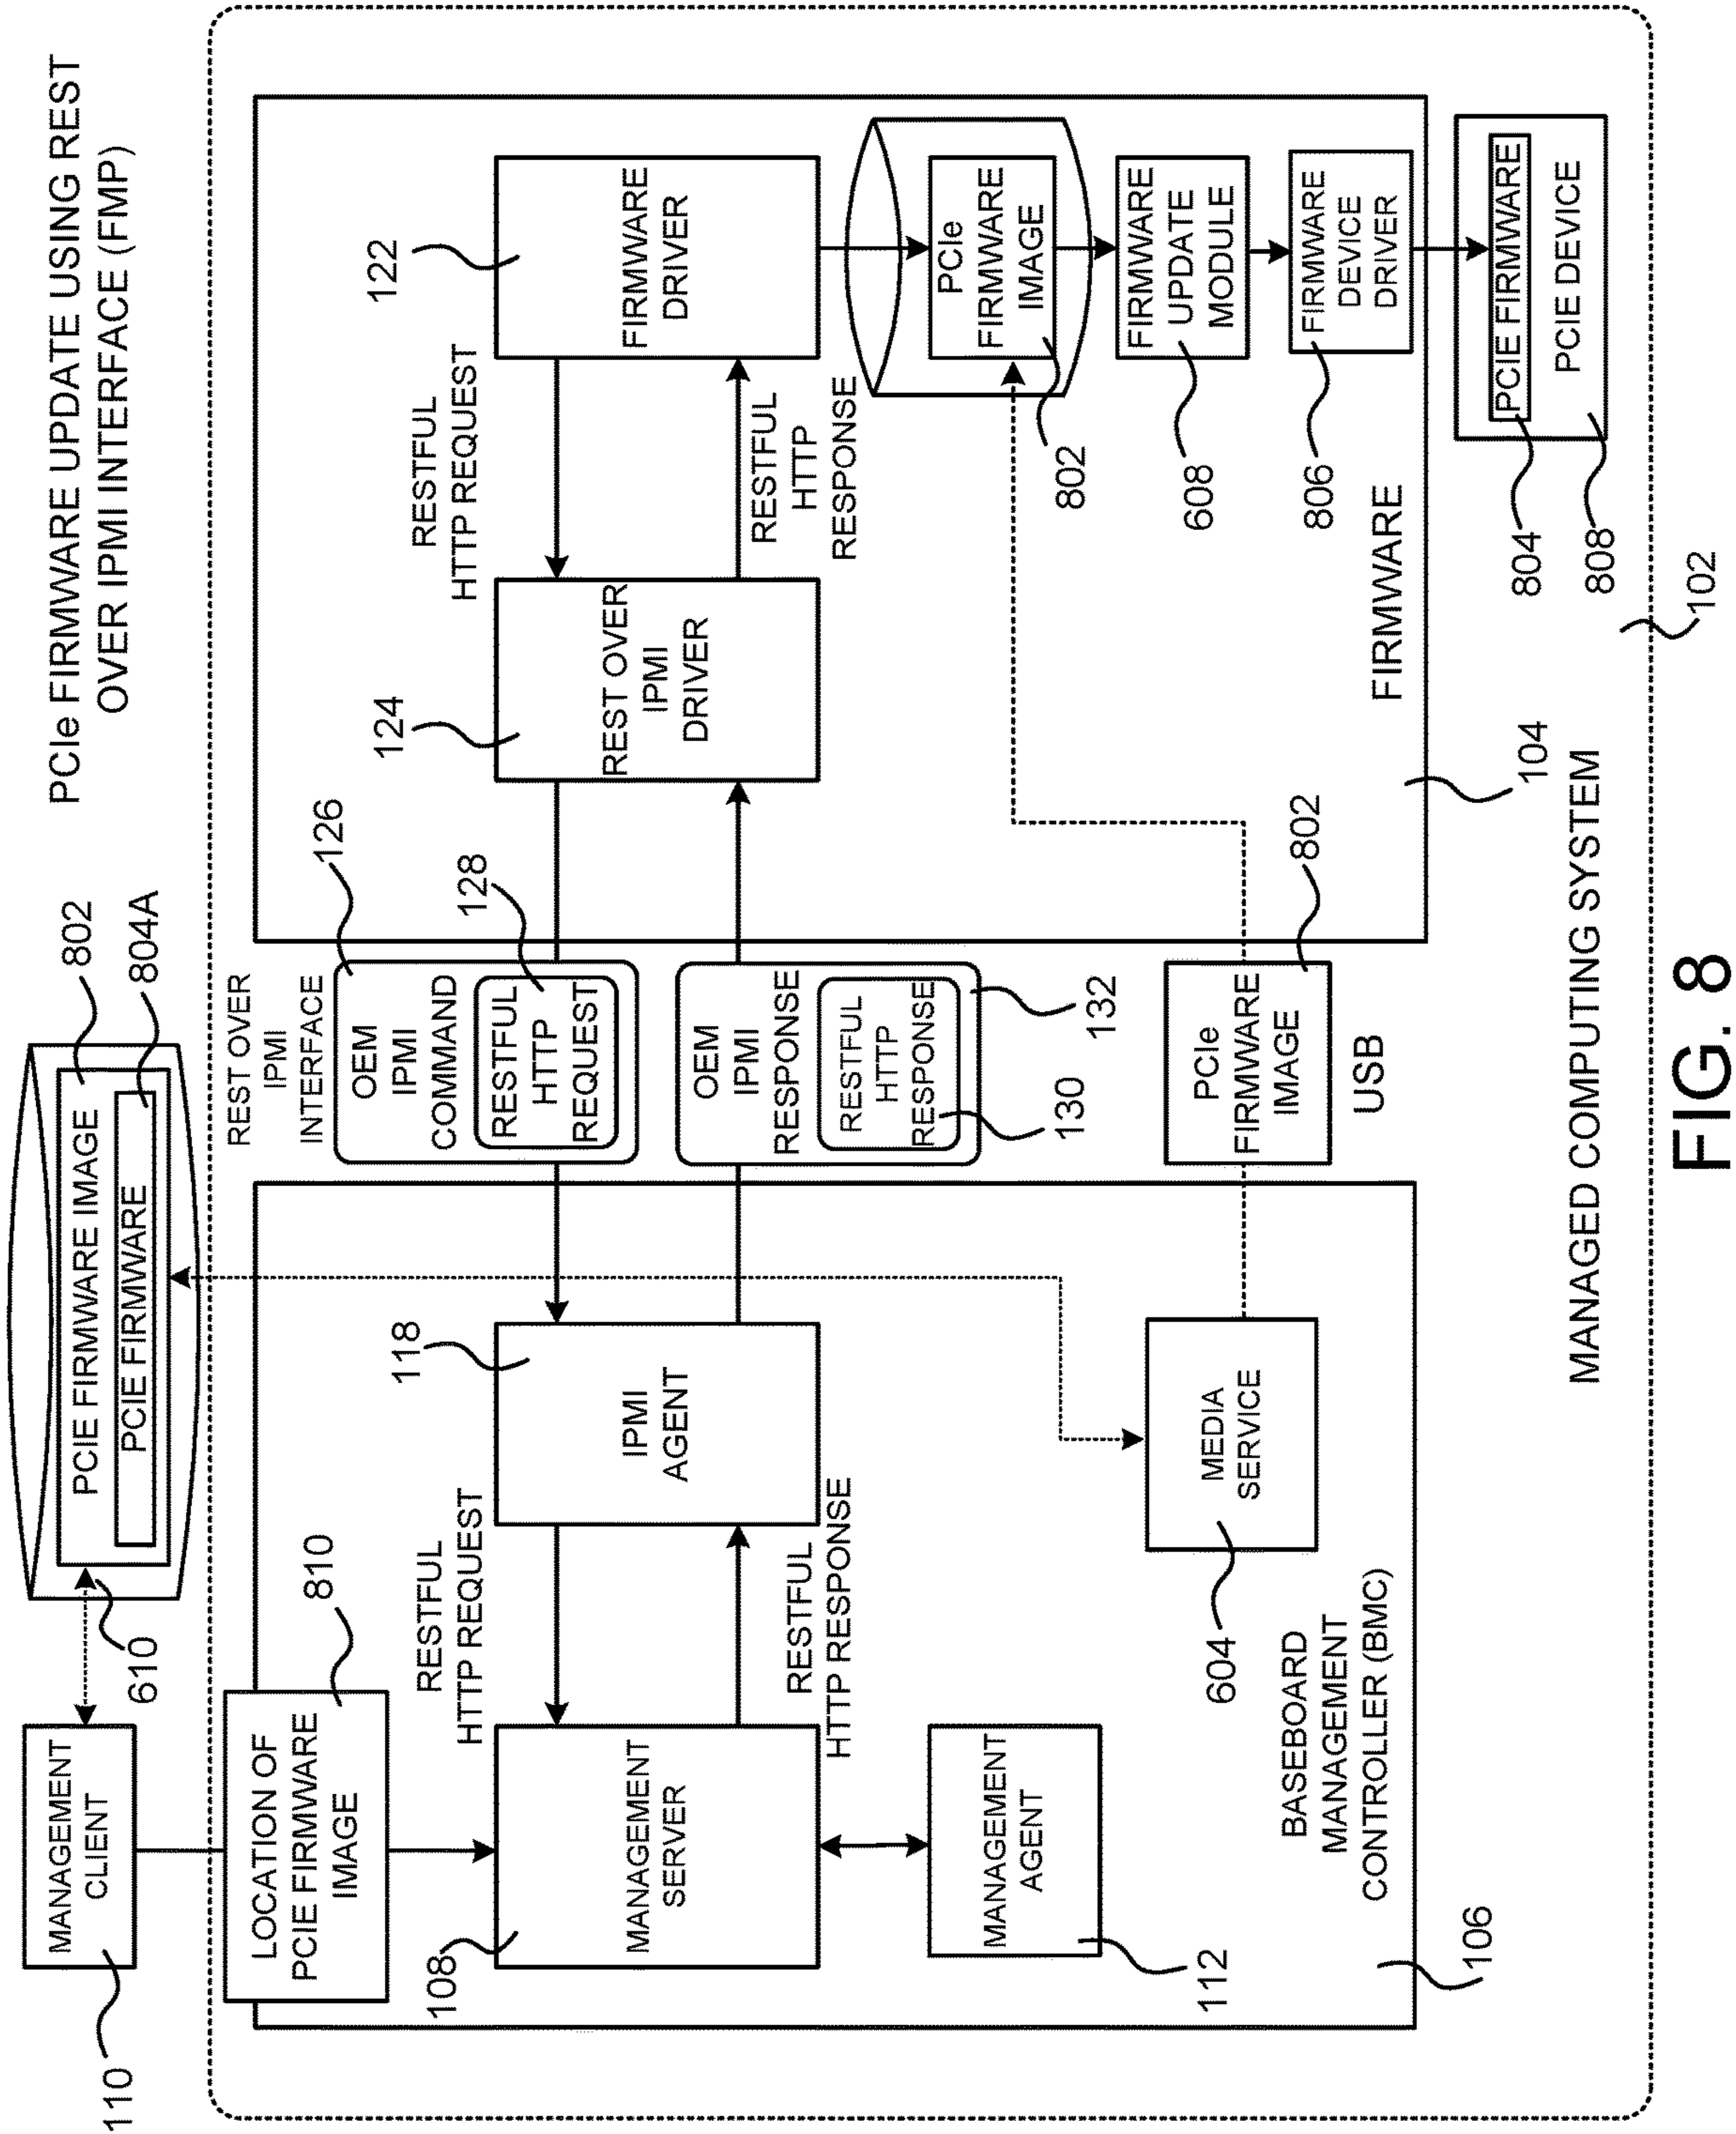 PCIe FIRMWARE UPDATE USING REST
OVER IPMI INTERFACE (FMP)
110
MANAGEMENT
CLIENT
610
PCIE FIRMWARE IMAGE
PCIE FIRMWARE
802
804A
LOCATION OF
PCIE FIRMWARE
IMAGE
810
108
MANAGEMENT
SERVER
RESTFUL
HTTP REQUEST
RESTFUL
HTTP RESPONSE
118
IPMI
AGENT
112
MANAGEMENT
AGENT
604
MEDIA
SERVICE
BASEBOARD
MANAGEMENT
CONTROLLER (BMC)
106
REST OVER
IPMI
INTERFACE
126
OEM
IPMI
COMMAND
128
RESTFUL
HTTP
REQUEST
OEM
IPMI
RESPONSE
RESTFUL
HTTP
RESPONSE
130
132
PCIe
FIRMWARE
IMAGE
802
USB
124
REST OVER
IPMI
DRIVER
RESTFUL
HTTP REQUEST
RESTFUL
HTTP
RESPONSE
122
FIRMWARE
DRIVER
PCIe
FIRMWARE
IMAGE
802
FIRMWARE
UPDATE
MODULE
608
FIRMWARE
DEVICE
DRIVER
806
FIRMWARE
104
PCIE FIRMWARE
804
PCIE DEVICE
808
MANAGED COMPUTING SYSTEM
102
FIG. 8